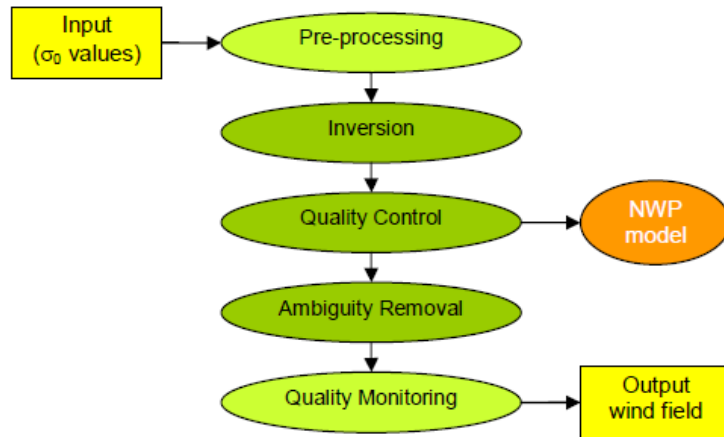 Input
(σ₀ values)
Pre-processing
Inversion
Quality Control
NWP
model
Ambiguity Removal
Quality Monitoring
Output
wind field